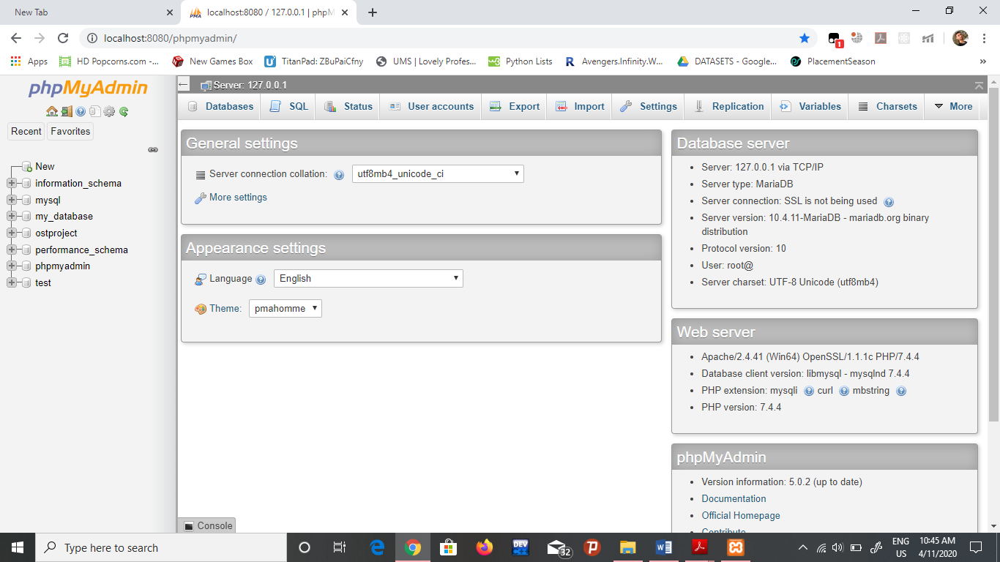 New Tab
localhost:8080 / 127.0.0.1 | phpM
localhost:8080/phpmyadmin/
1
Apps
HD Popcorns.com -...
New Games Box
TitanPad: ZBuPaiCfny
UMS | Lovely Profes...
Python Lists
R Avengers.Infinity.W...
DATASETS - Google...
PlacementSeason
»
phpMyAdmin
Recent Favorites
New
information_schema
mysql
my_database
ostproject
performance_schema
phpmyadmin
test
Server: 127.0.0.1
Databases SQL Status User accounts Export Import Settings Replication Variables Charsets More
General settings
Server connection collation: utf8mb4_unicode_ci
More settings
Appearance settings
Language English
Theme: pmahomme
Database server
Server: 127.0.0.1 via TCP/IP
Server type: MariaDB
Server connection: SSL is not being used
Server version: 10.4.11-MariaDB - mariadb.org binary
distribution
Protocol version: 10
User: root@
Server charset: UTF-8 Unicode (utf8mb4)
Web server
Apache/2.4.41 (Win64) OpenSSL/1.1.1c PHP/7.4.4
Database client version: libmysql - mysqlnd 7.4.4
PHP extension: mysqli curl mbstring
PHP version: 7.4.4
phpMyAdmin
Version information: 5.0.2 (up to date)
Documentation
Official Homepage
Contribute
Console
Type here to search
DEV
32
ENG
US
10:45 AM
4/11/2020